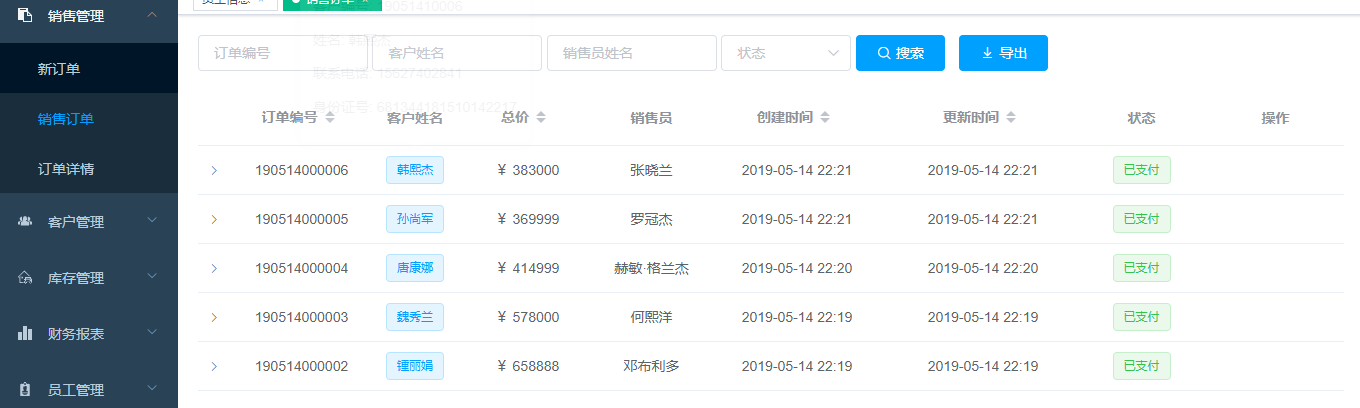 销售管理
新订单
销售订单
订单详情
客户管理
库存管理
财务报表
员工管理
员工信息 ×
销售订单 ×
19051410006
联系电话: 15627402841
身份证号: 681344181510142217
订单编号 客户姓名 销售员姓名 状态 搜索 导出
订单编号 客户姓名 总价 销售员 创建时间 更新时间 状态 操作
190514000006 韩熙杰 ¥ 383000 张晓兰 2019-05-14 22:21 2019-05-14 22:21 已支付
190514000005 孙尚军 ¥ 369999 罗冠杰 2019-05-14 22:21 2019-05-14 22:21 已支付
190514000004 唐康娜 ¥ 414999 赫敏·格兰杰 2019-05-14 22:20 2019-05-14 22:20 已支付
190514000003 魏秀兰 ¥ 578000 何熙洋 2019-05-14 22:19 2019-05-14 22:19 已支付
190514000002 丽娟 ¥ 658888 邓布利多 2019-05-14 22:19 2019-05-14 22:19 已支付